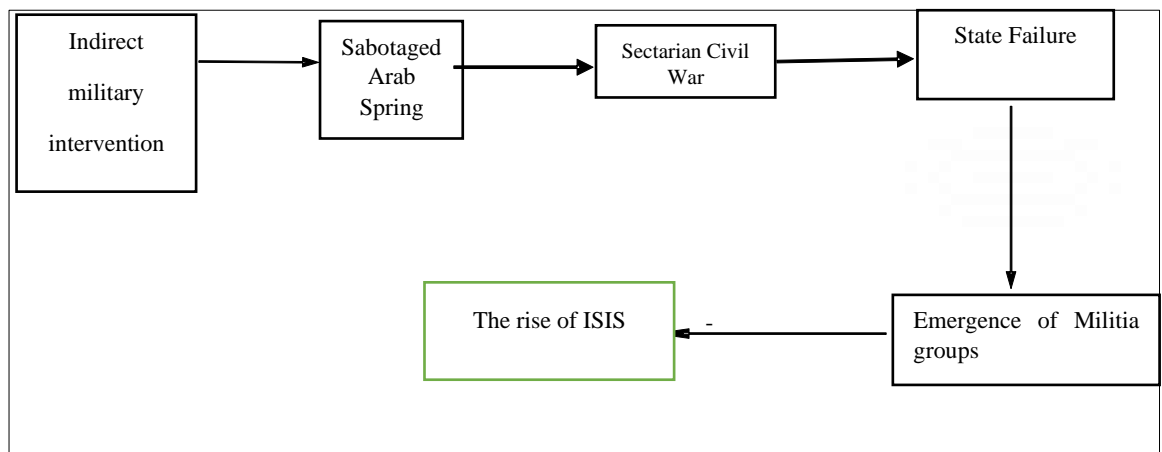 Indirect
military
intervention
Sabotaged
Arab
Spring
Sectarian Civil
War
State Failure
Emergence of Militia
groups
The rise of ISIS
-